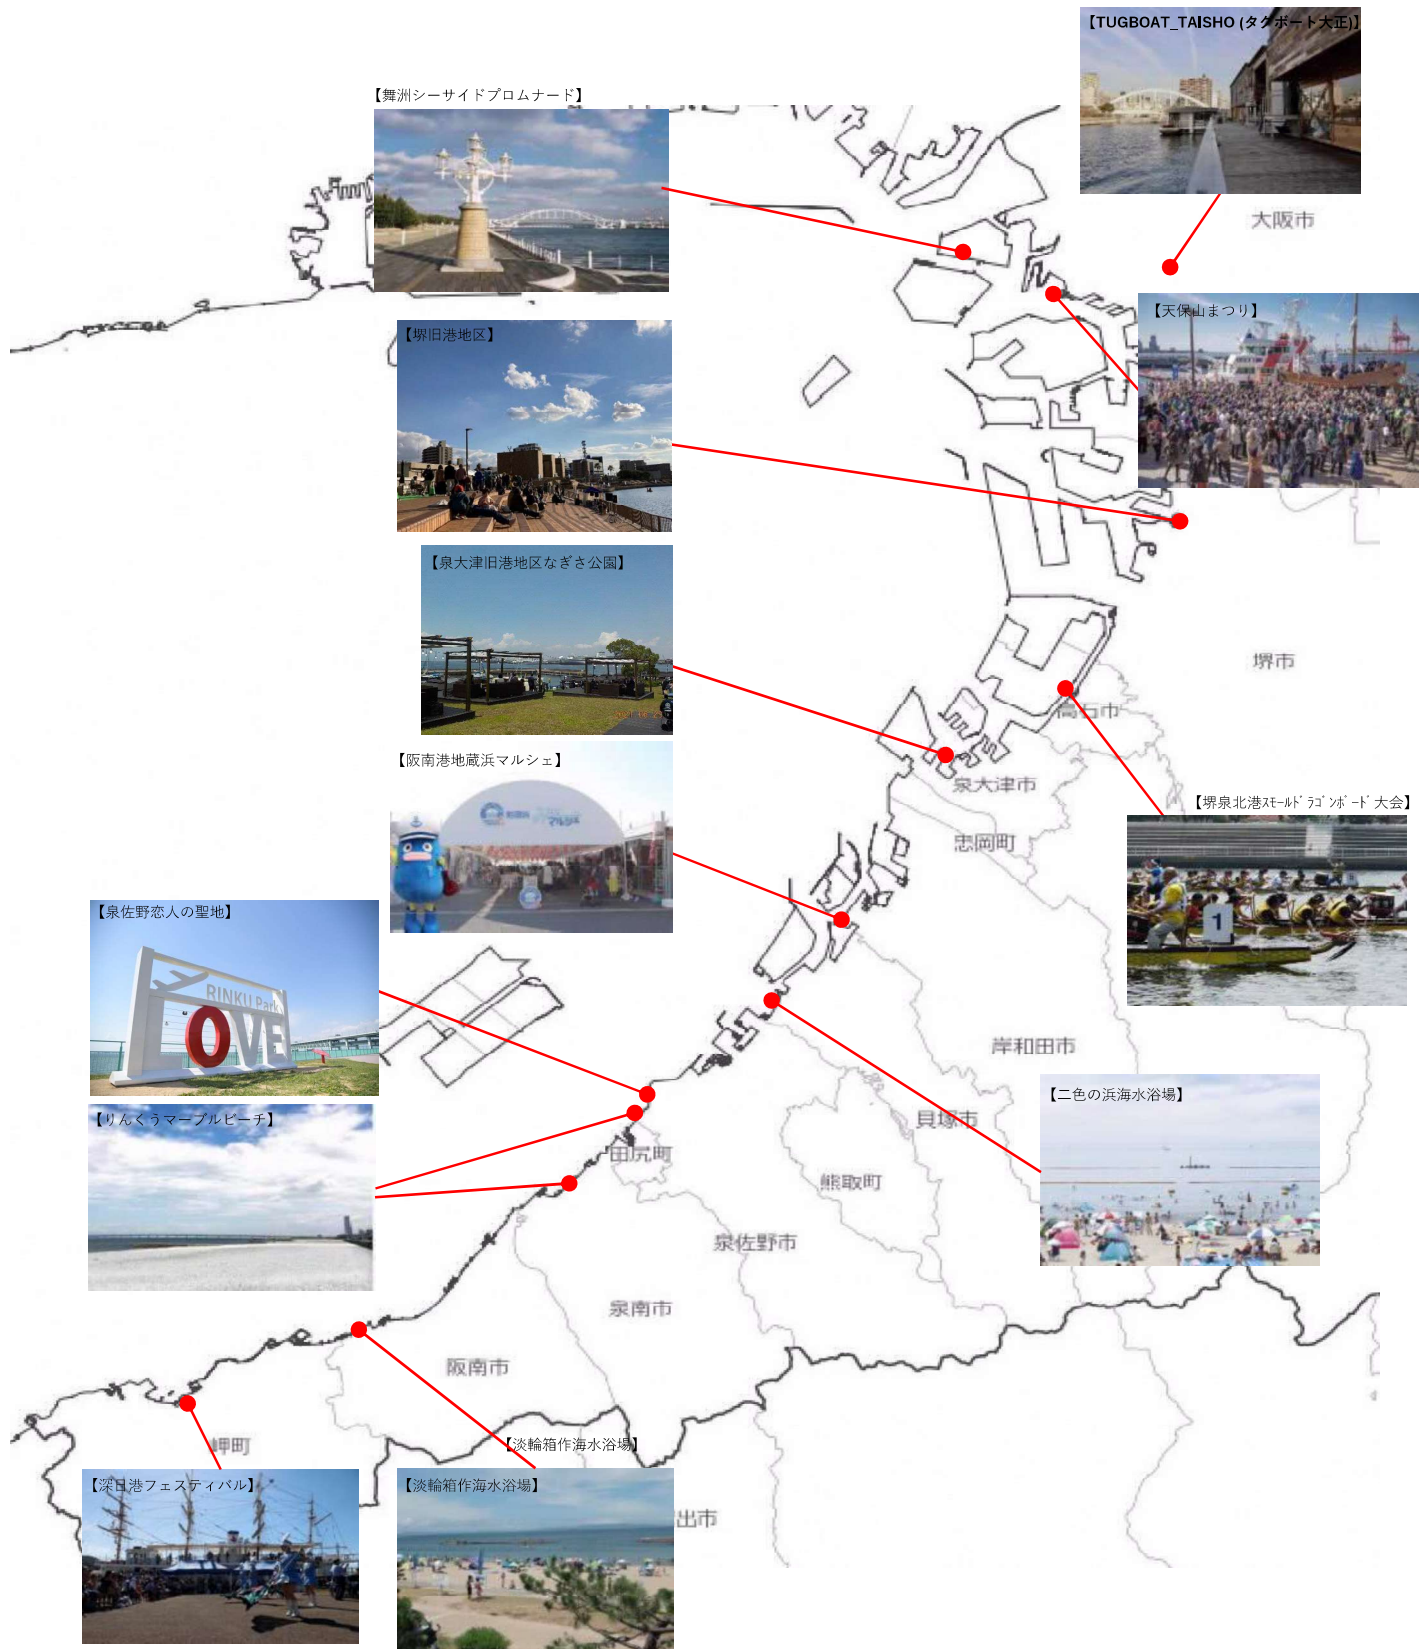 【TUGBOAT_TAISHO (タグボート大正)】
【舞洲シーサイドプロムナード】
大阪市
【天保山まつり】
【堺旧港地区】
【泉大津旧港地区なぎさ公園】
堺市
高石市
【阪南港地蔵浜マルシェ】
マルシェ
泉大津市
【堺泉北港ｽﾓｰﾙﾄﾞﾗｺﾞﾝﾎﾞｰﾄﾞ大会】
忠岡町
1
【泉佐野恋人の聖地】
RINKU Park
LOVE
岸和田市
【二色の浜海水浴場】
【りんくうマーブルビーチ】
貝塚市
田尻町
熊取町
泉佐野市
泉南市
阪南市
岬町
【淡輪箱作海水浴場】
【深日港フェスティバル】
【淡輪箱作海水浴場】
出市